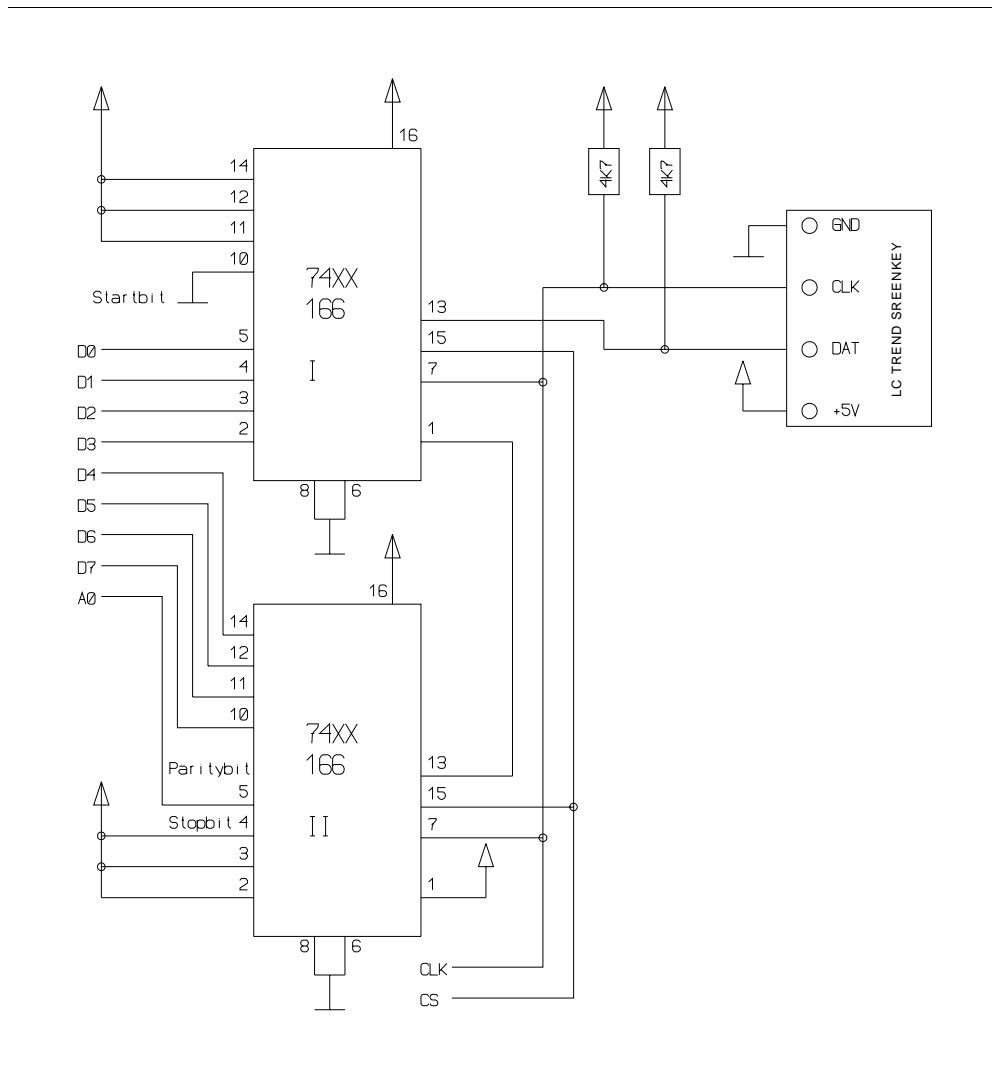 16
14
12
11
10
Startbit
74XX
166
I
13
15
7
1
D0
5
D1
4
D2
3
D3
2
D4
D5
D6
D7
A0
8
6
4K7
4K7
GND
CLK
DAT
+5V
LC TREND SREENKEY
16
14
12
11
10
74XX
166
II
Paritybit
5
Stopbit 4
3
2
13
15
7
1
8
6
CLK
CS